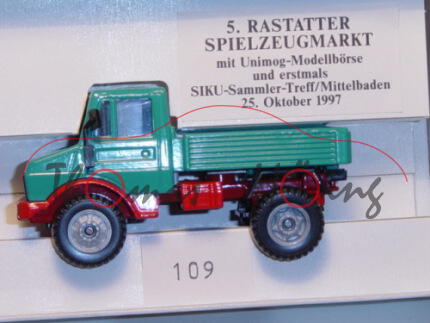 5. RASTATTER
SPIELZEUGMARKT
mit Unimog-Modellbörse
und erstmals
SIKU-Sammler-Treff/Mittelbaden
25. Oktober 1997
109